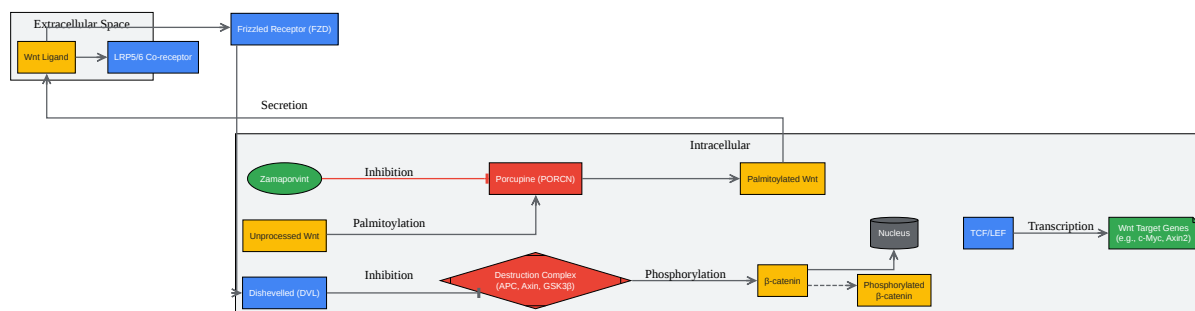 Extracellular Space
Frizzled Receptor (FZD)
Wnt Ligand
LRP5/6 Co-receptor
Secretion
Intracellular
Zamaporvint
Inhibition
Porcupine (PORCN)
Palmitoylated Wnt
Unprocessed Wnt
Palmitoylation
Nucleus
TCF/LEF
Transcription
Wnt Target Genes
(e.g., c-Myc, Axin2)
Dishevelled (DVL)
Inhibition
Destruction Complex
(APC, Axin, GSK3β)
Phosphorylation
β-catenin
Phosphorylated
β-catenin